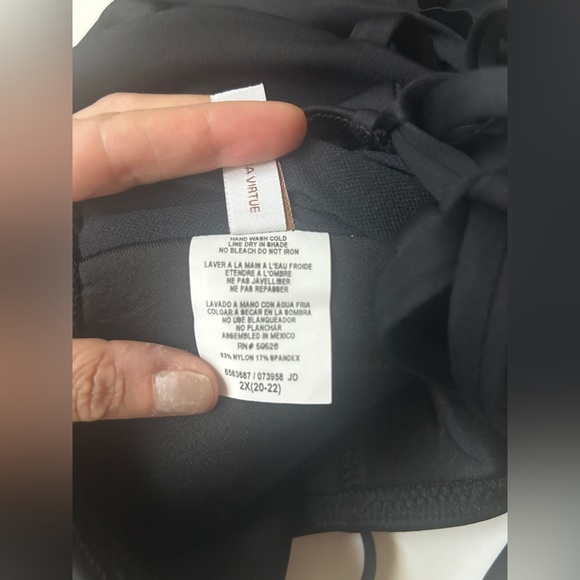 A VIRTUE
HAND WASH COLD
LINE DRY IN SHADE
NO BLEACH DO NOT IRON
LAVER A LA MAIN A L'EAU FROIDE
ETENDRE A L'OMBRE
NE PAS JAVELLISER
NE PAS REPASSER
LAVADO A MANO CON AGUA FRIA
COLGAR A SECAR EN LA SOMBRA
NO UBE BLANQUEADOR
NO PLANCHAR
ASSEMBLED IN MEXICO
RN# 59626
83% NYLON 17% SPANDEX
6583687 / 073958 JD
2X(20-22)